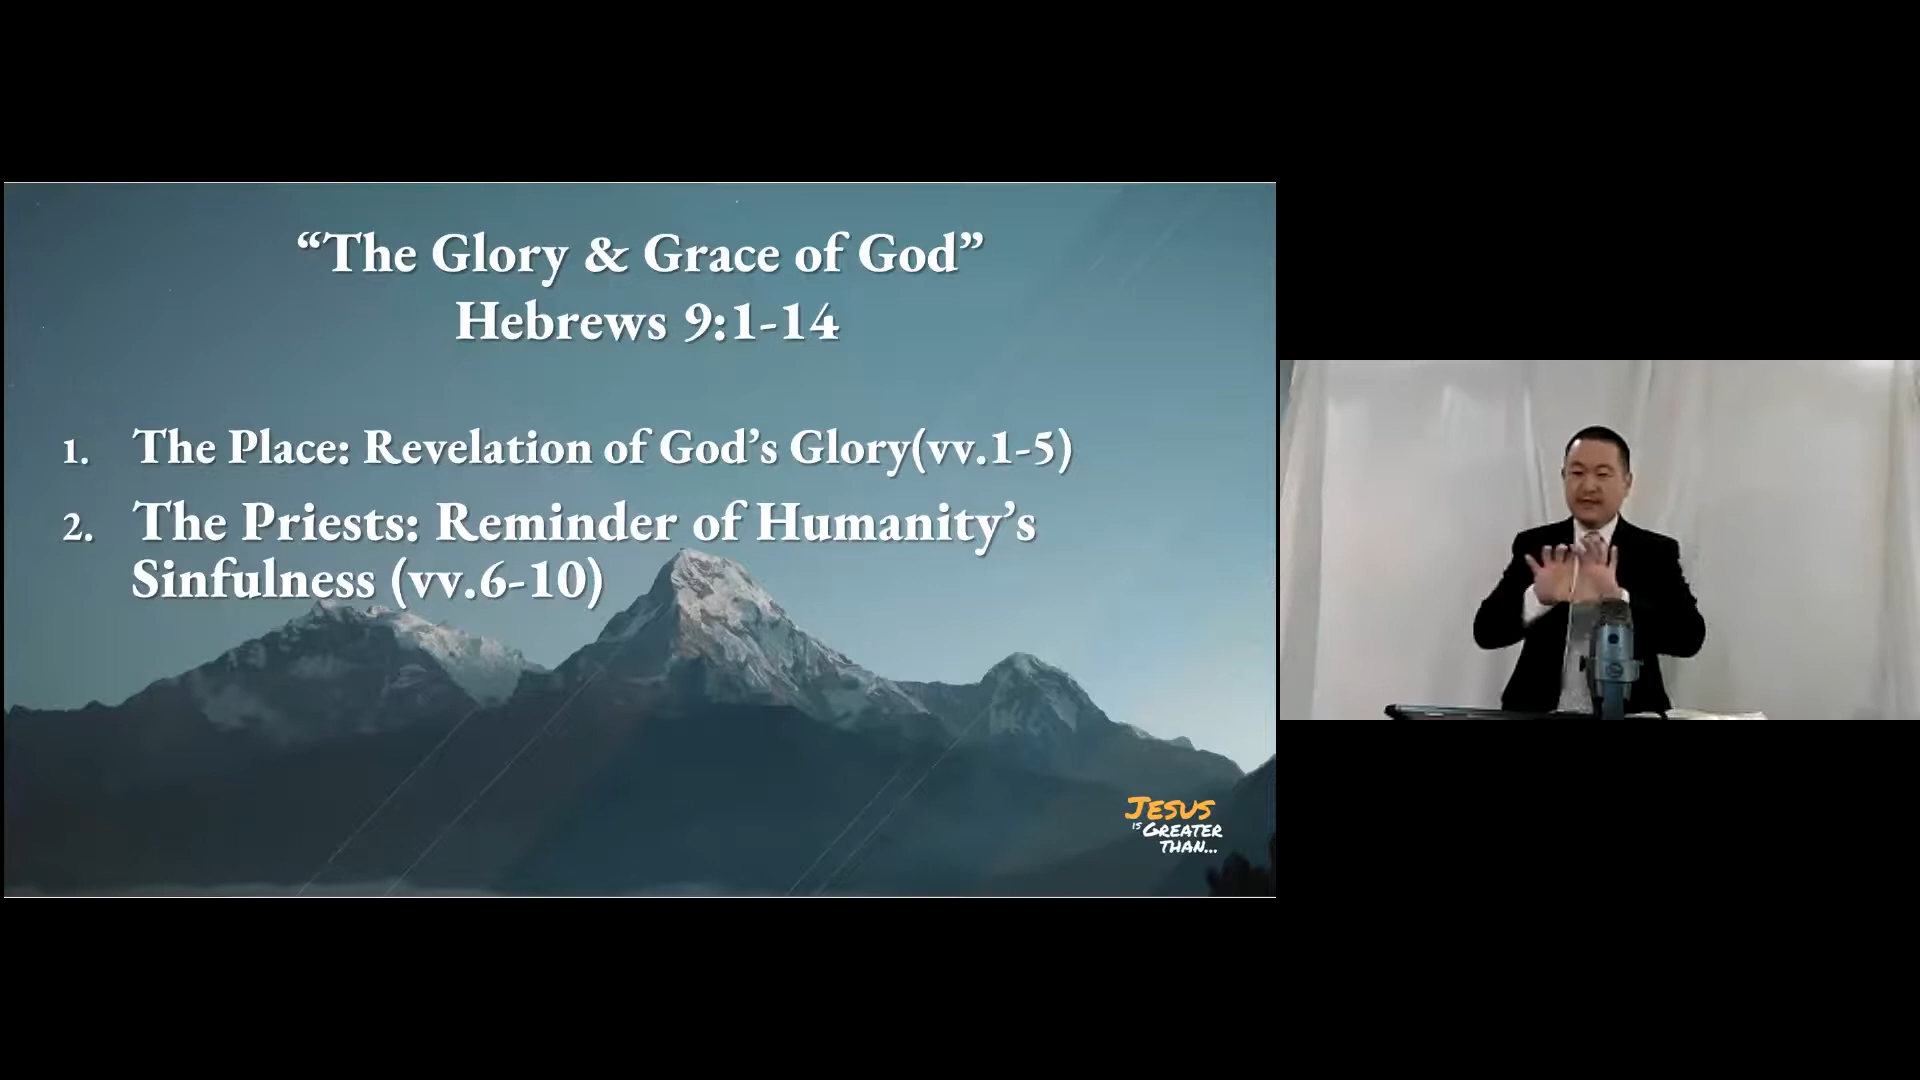 “The Glory & Grace of God”
Hebrews 9:1-14
1. The Place: Revelation of God’s Glory(vv.1-5)
2. The Priests: Reminder of Humanity’s
Sinfulness (vv.6-10)
JESUS
IS GREATER
THAN...